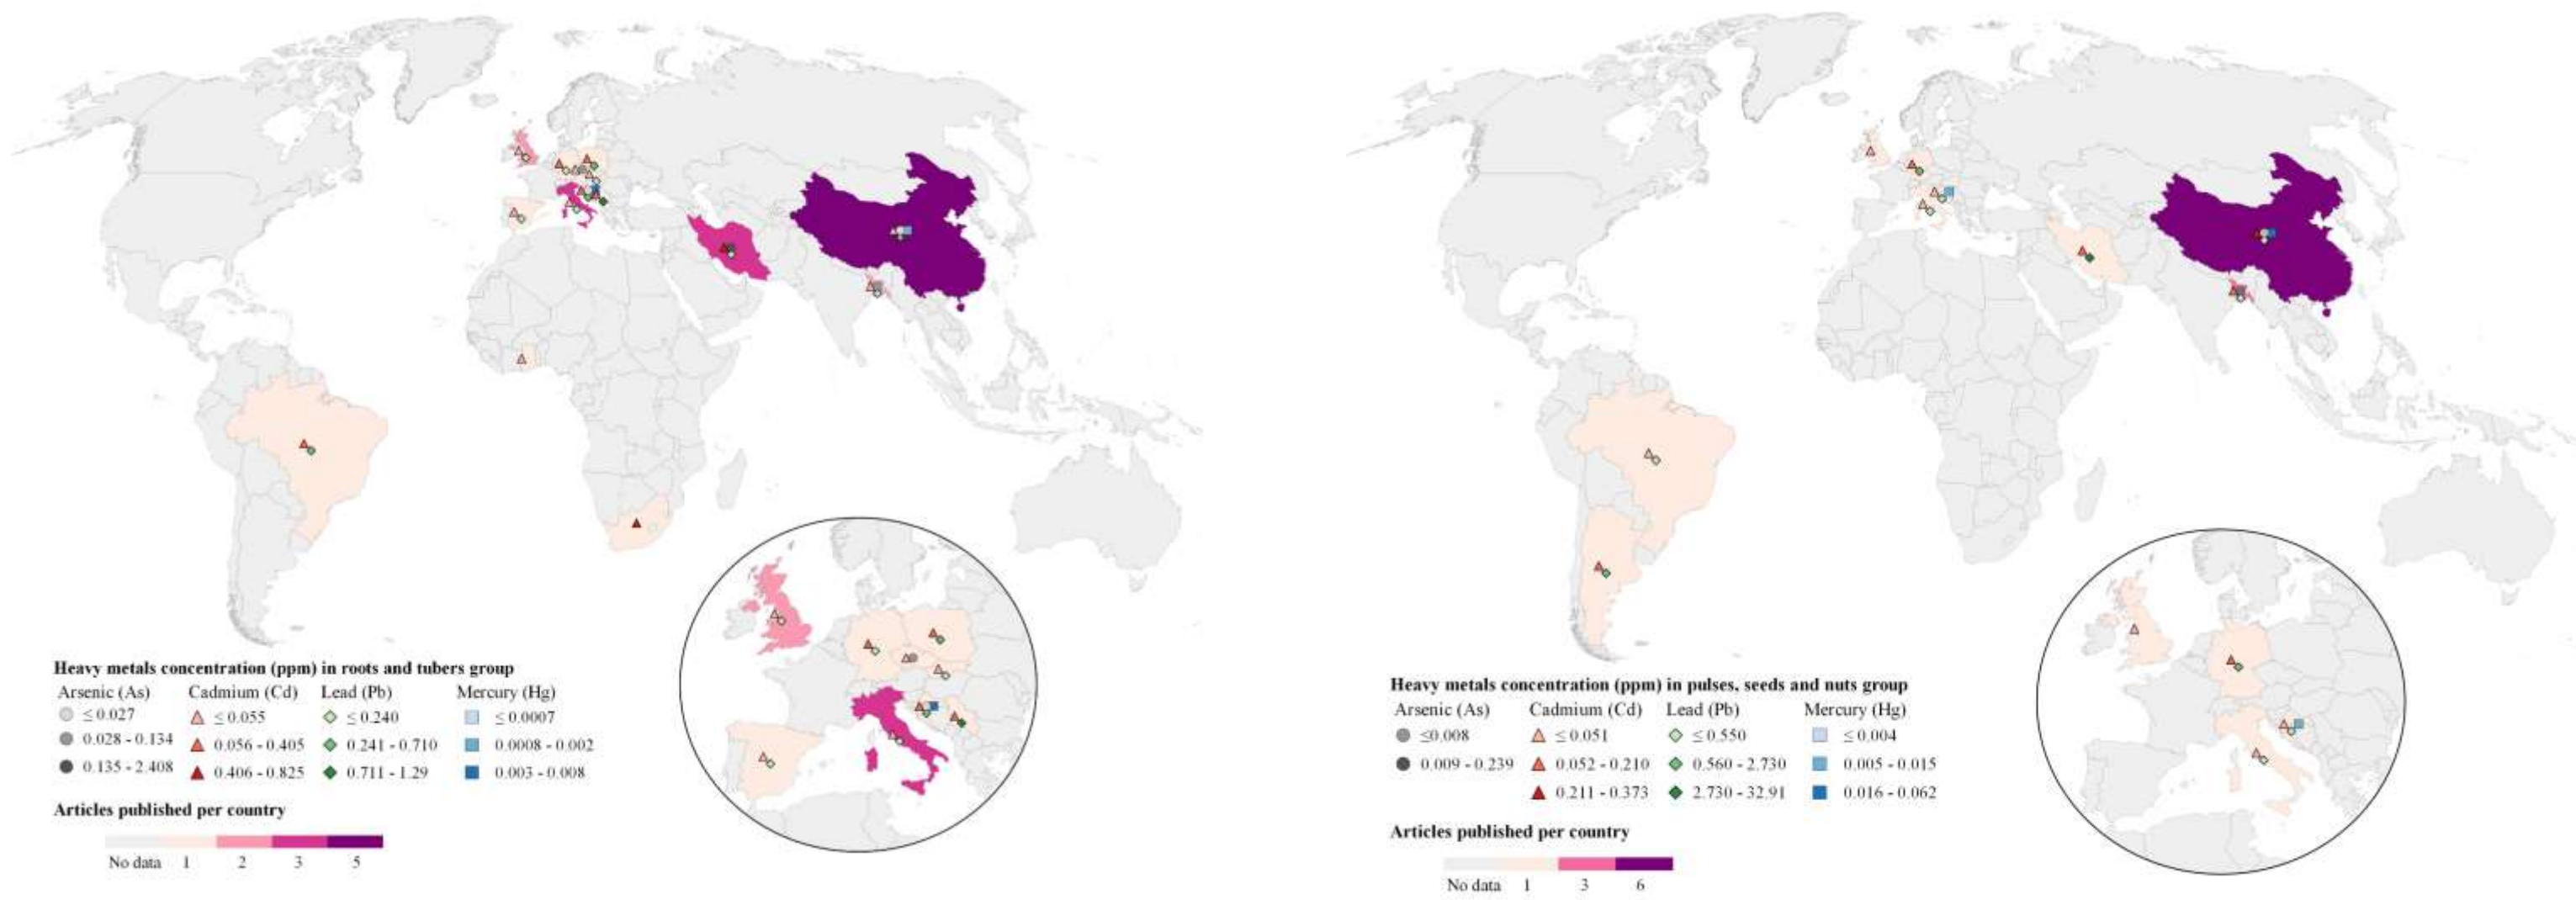 Heavy metals concentration (ppm) in roots and tubers group
Arsenic (As) Cadmium (Cd) Lead (Pb) Mercury (Hg)
≤ 0.027 ≤ 0.055 ≤ 0.240 ≤ 0.0007
0.028 - 0.134 0.056 - 0.405 0.241 - 0.710 0.0008 - 0.002
0.135 - 2.408 0.406 - 0.825 0.711 - 1.29 0.003 - 0.008
Articles published per country
No data 1 2 3 5
Heavy metals concentration (ppm) in pulses, seeds and nuts group
Arsenic (As) Cadmium (Cd) Lead (Pb) Mercury (Hg)
≤0.008 ≤ 0.051 ≤ 0.550 ≤ 0.004
0.009 - 0.239 0.052 - 0.210 0.560 - 2.730 0.005 - 0.015
0.211 - 0.373 2.730 - 32.91 0.016 - 0.062
Articles published per country
No data 1 3 6